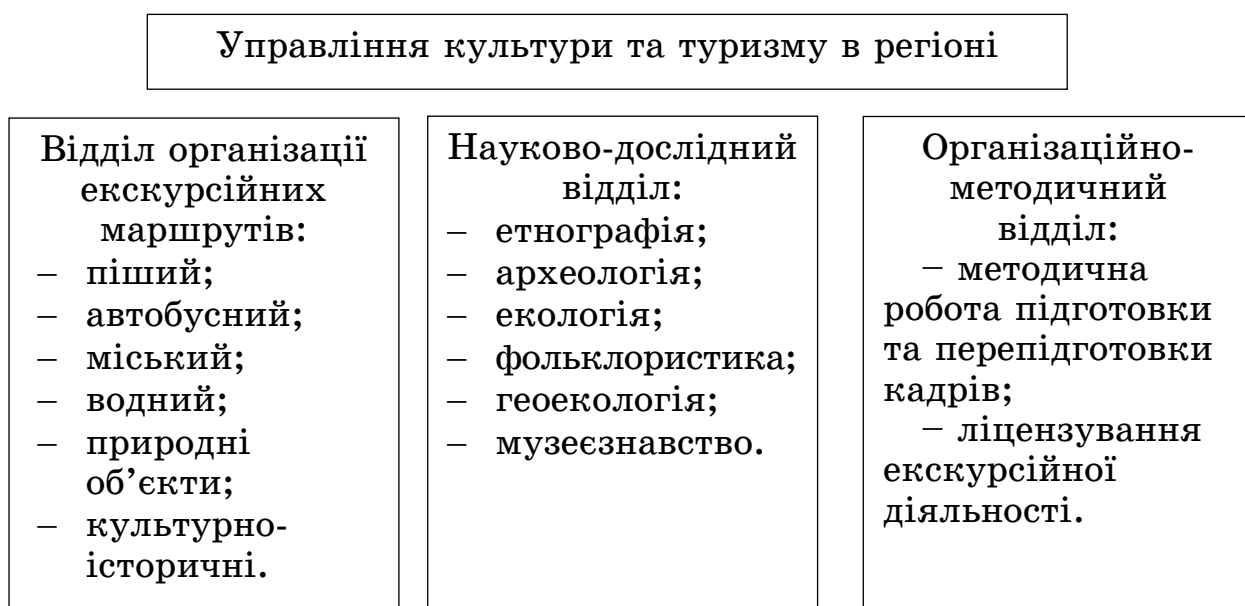 Управління культури та туризму в регіоні
Відділ організації
екскурсійних
маршрутів:
– піший;
– автобусний;
– міський;
– водний;
– природні
об’єкти;
– культурно-
історичні.
Науково-дослідний
відділ:
– етнографія;
– археологія;
– екологія;
– фольклористика;
– геоекологія;
– музеєзнавство.
Організаційно-
методичний
відділ:
– методична
робота підготовки
та перепідготовки
кадрів;
– ліцензування
екскурсійної
діяльності.